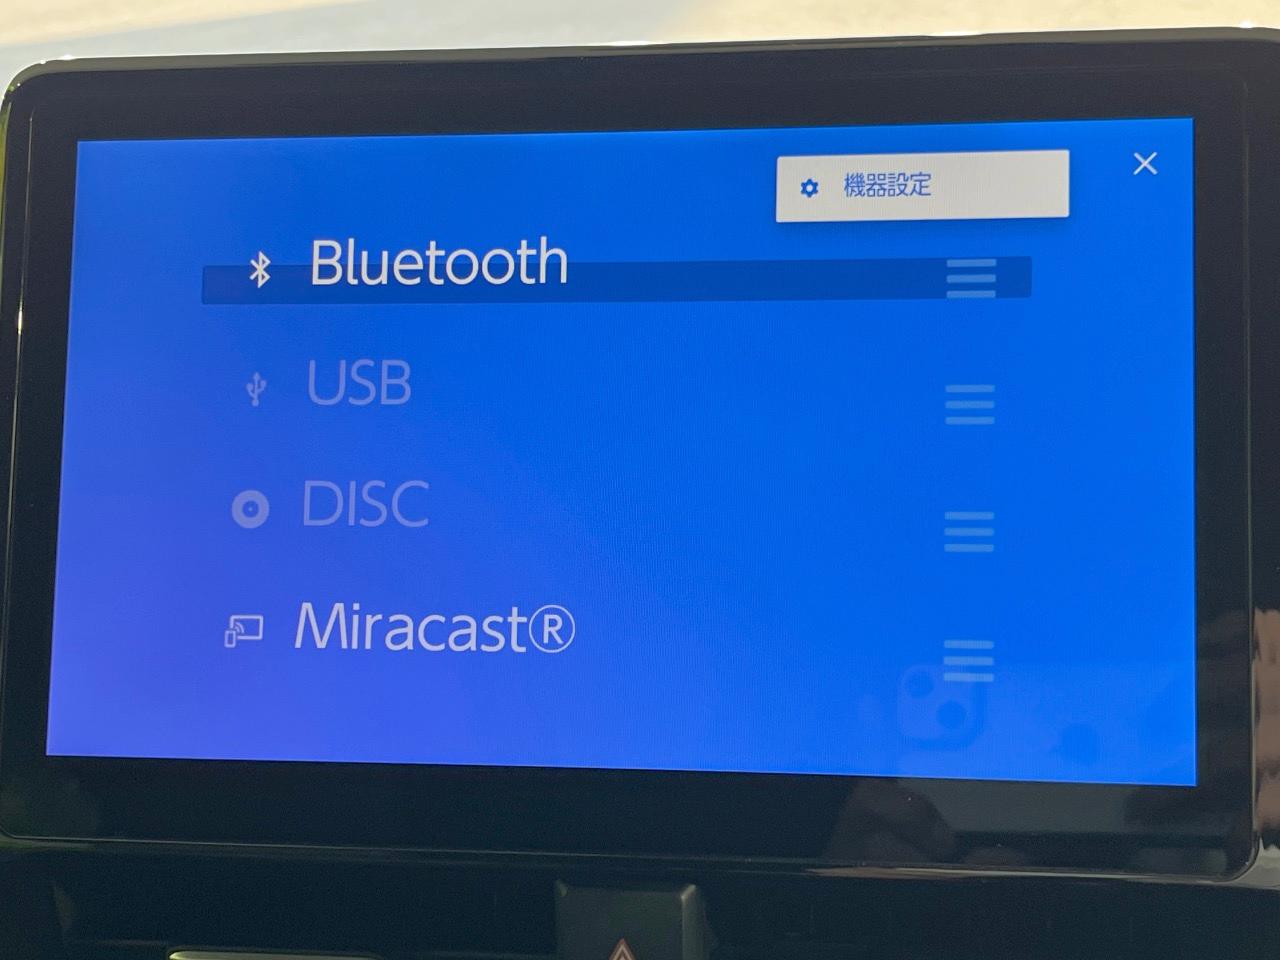 機器設定
Bluetooth
USB
DISC
Miracast®